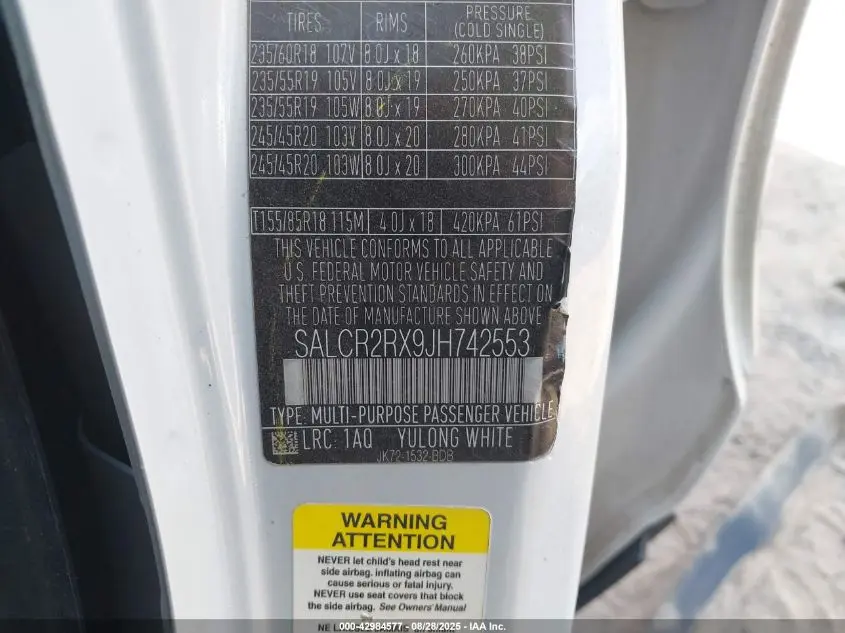 TIRES RIMS PRESSURE (COLD SINGLE)
235/60R18 107V 8.0J x 18 260KPA 38PSI
235/55R19 105V 8.0J x 19 250KPA 37PSI
235/55R19 105W 8.0J x 19 270KPA 40PSI
245/45R20 103V 8.0J x 20 280KPA 41PSI
245/45R20 103W 8.0J x 20 300KPA 44PSI
T155/85R18 115M 4.0J x 18 420KPA 61PSI
THIS VEHICLE CONFORMS TO ALL APPLICABLE
U.S. FEDERAL MOTOR VEHICLE SAFETY AND
THEFT PREVENTION STANDARDS IN EFFECT ON
THE DATE OF MANUFACTURE SHOWN ABOVE
SALCR2RX9JH742553
TYPE: MULTI-PURPOSE PASSENGER VEHICLE
LRC: 1AQ YULONG WHITE
JK72-1532-BDB
WARNING
ATTENTION
NEVER let child's head rest near
side airbag. inflating airbag can
cause serious or fatal injury.
NEVER use seat covers that block
the side airbag. See Owners' Manual
000-42984577 - 08/28/2025 - IAA Inc.